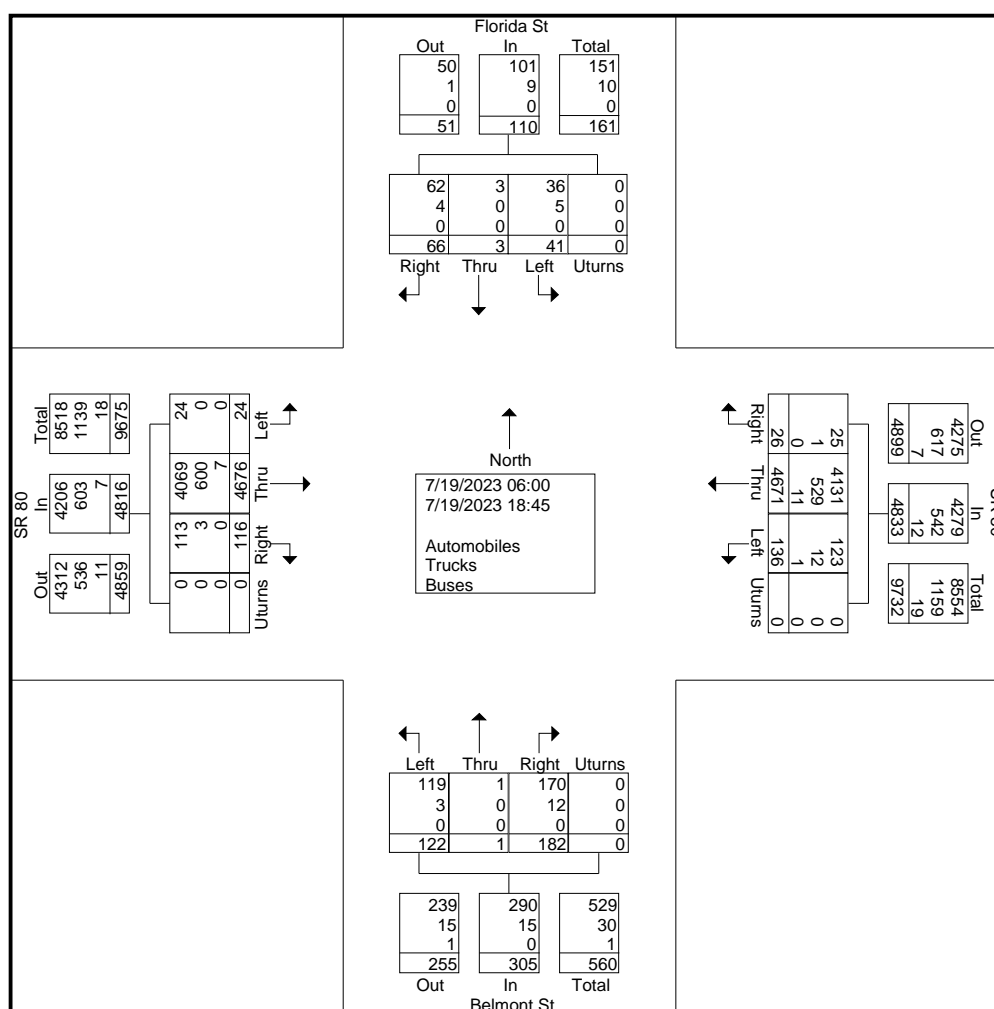 Florida St
Out In Total
50 101 151
1 9 10
0 0 0
51 110 161
62 3 36 0
4 0 5 0
0 0 0 0
66 3 41 0
Right Thru Left Uturns
SR 80
Out In Total
4312 4206 8518
536 603 1139
11 7 18
4859 4816 9675
0 113 4069 24
0 3 600 0
0 0 7 0
0 116 4676 24
Uturns Right Thru Left
North
7/19/2023 06:00
7/19/2023 18:45
Automobiles
Trucks
Buses
Out In Total
4275 4279 8554
617 542 1159
7 12 19
4899 4833 9732
25 4131 123 0
1 529 12 0
0 11 1 0
26 4671 136 0
Right Thru Left Uturns
Left Thru Right Uturns
119 1 170 0
3 0 12 0
0 0 0 0
122 1 182 0
239 290 529
15 15 30
1 0 1
255 305 560
Out In Total
Belmont St